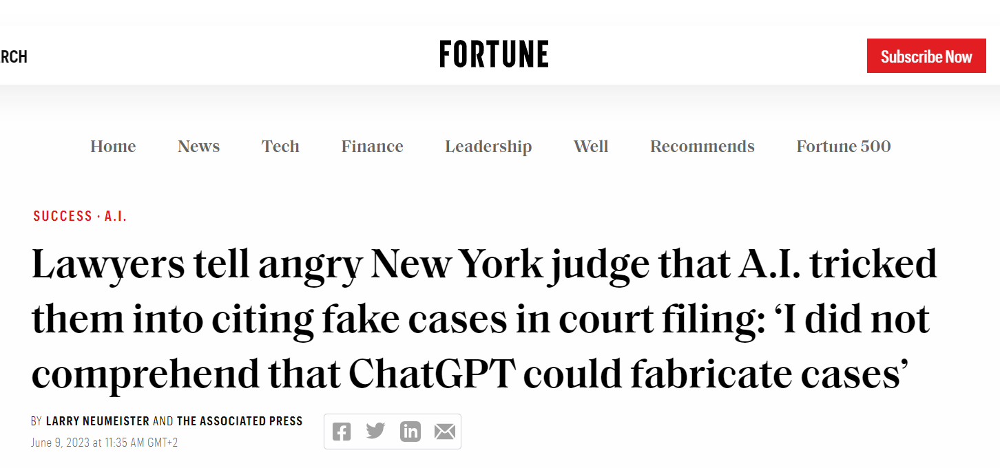 RCH
FORTUNE
Subscribe Now
Home News Tech Finance Leadership Well Recommends Fortune 500
SUCCESS · A.I.
Lawyers tell angry New York judge that A.I. tricked
them into citing fake cases in court filing: ‘I did not
comprehend that ChatGPT could fabricate cases’
BY LARRY NEUMEISTER AND THE ASSOCIATED PRESS
June 9, 2023 at 11:35 AM GMT+2